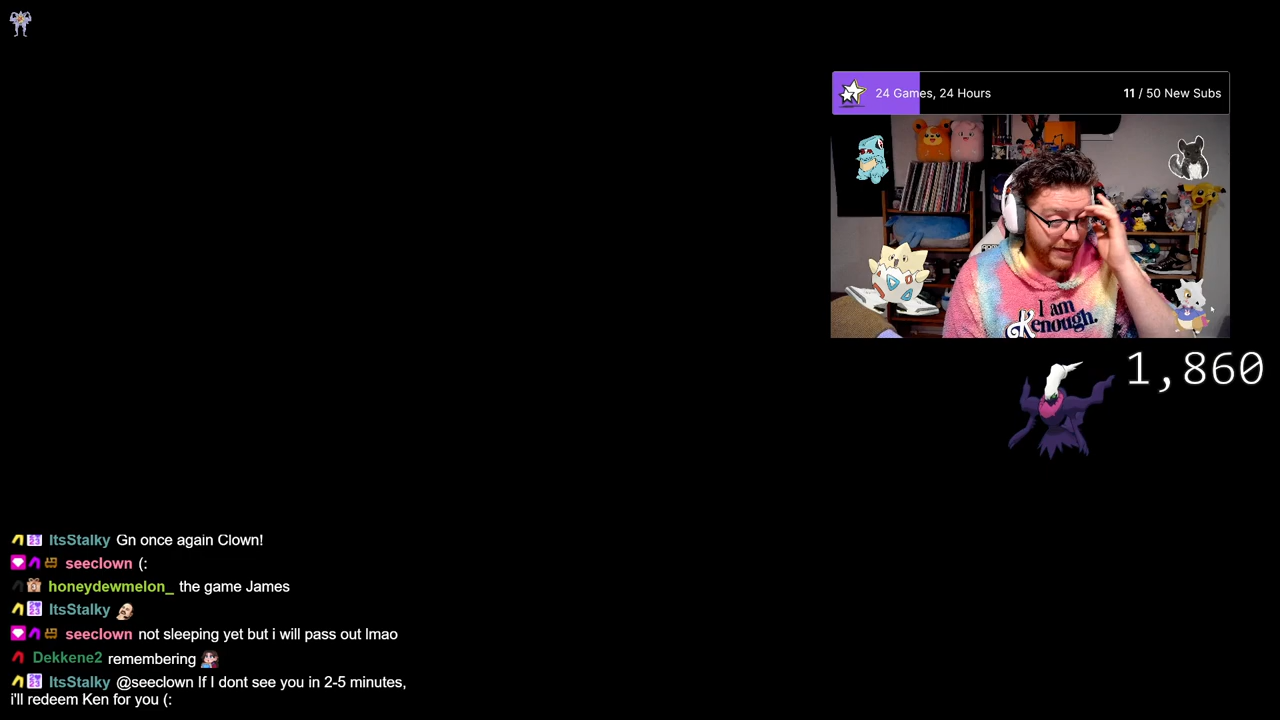 24 Games, 24 Hours 11 / 50 New Subs
I am
Kenough.
1,860
ItsStalky Gn once again Clown!
seeclown (:
honeydewmelon_ the game James
ItsStalky
seeclown not sleeping yet but i will pass out lmao
Dekkene2 remembering
ItsStalky @seeclown If I dont see you in 2-5 minutes,
i'll redeem Ken for you (: